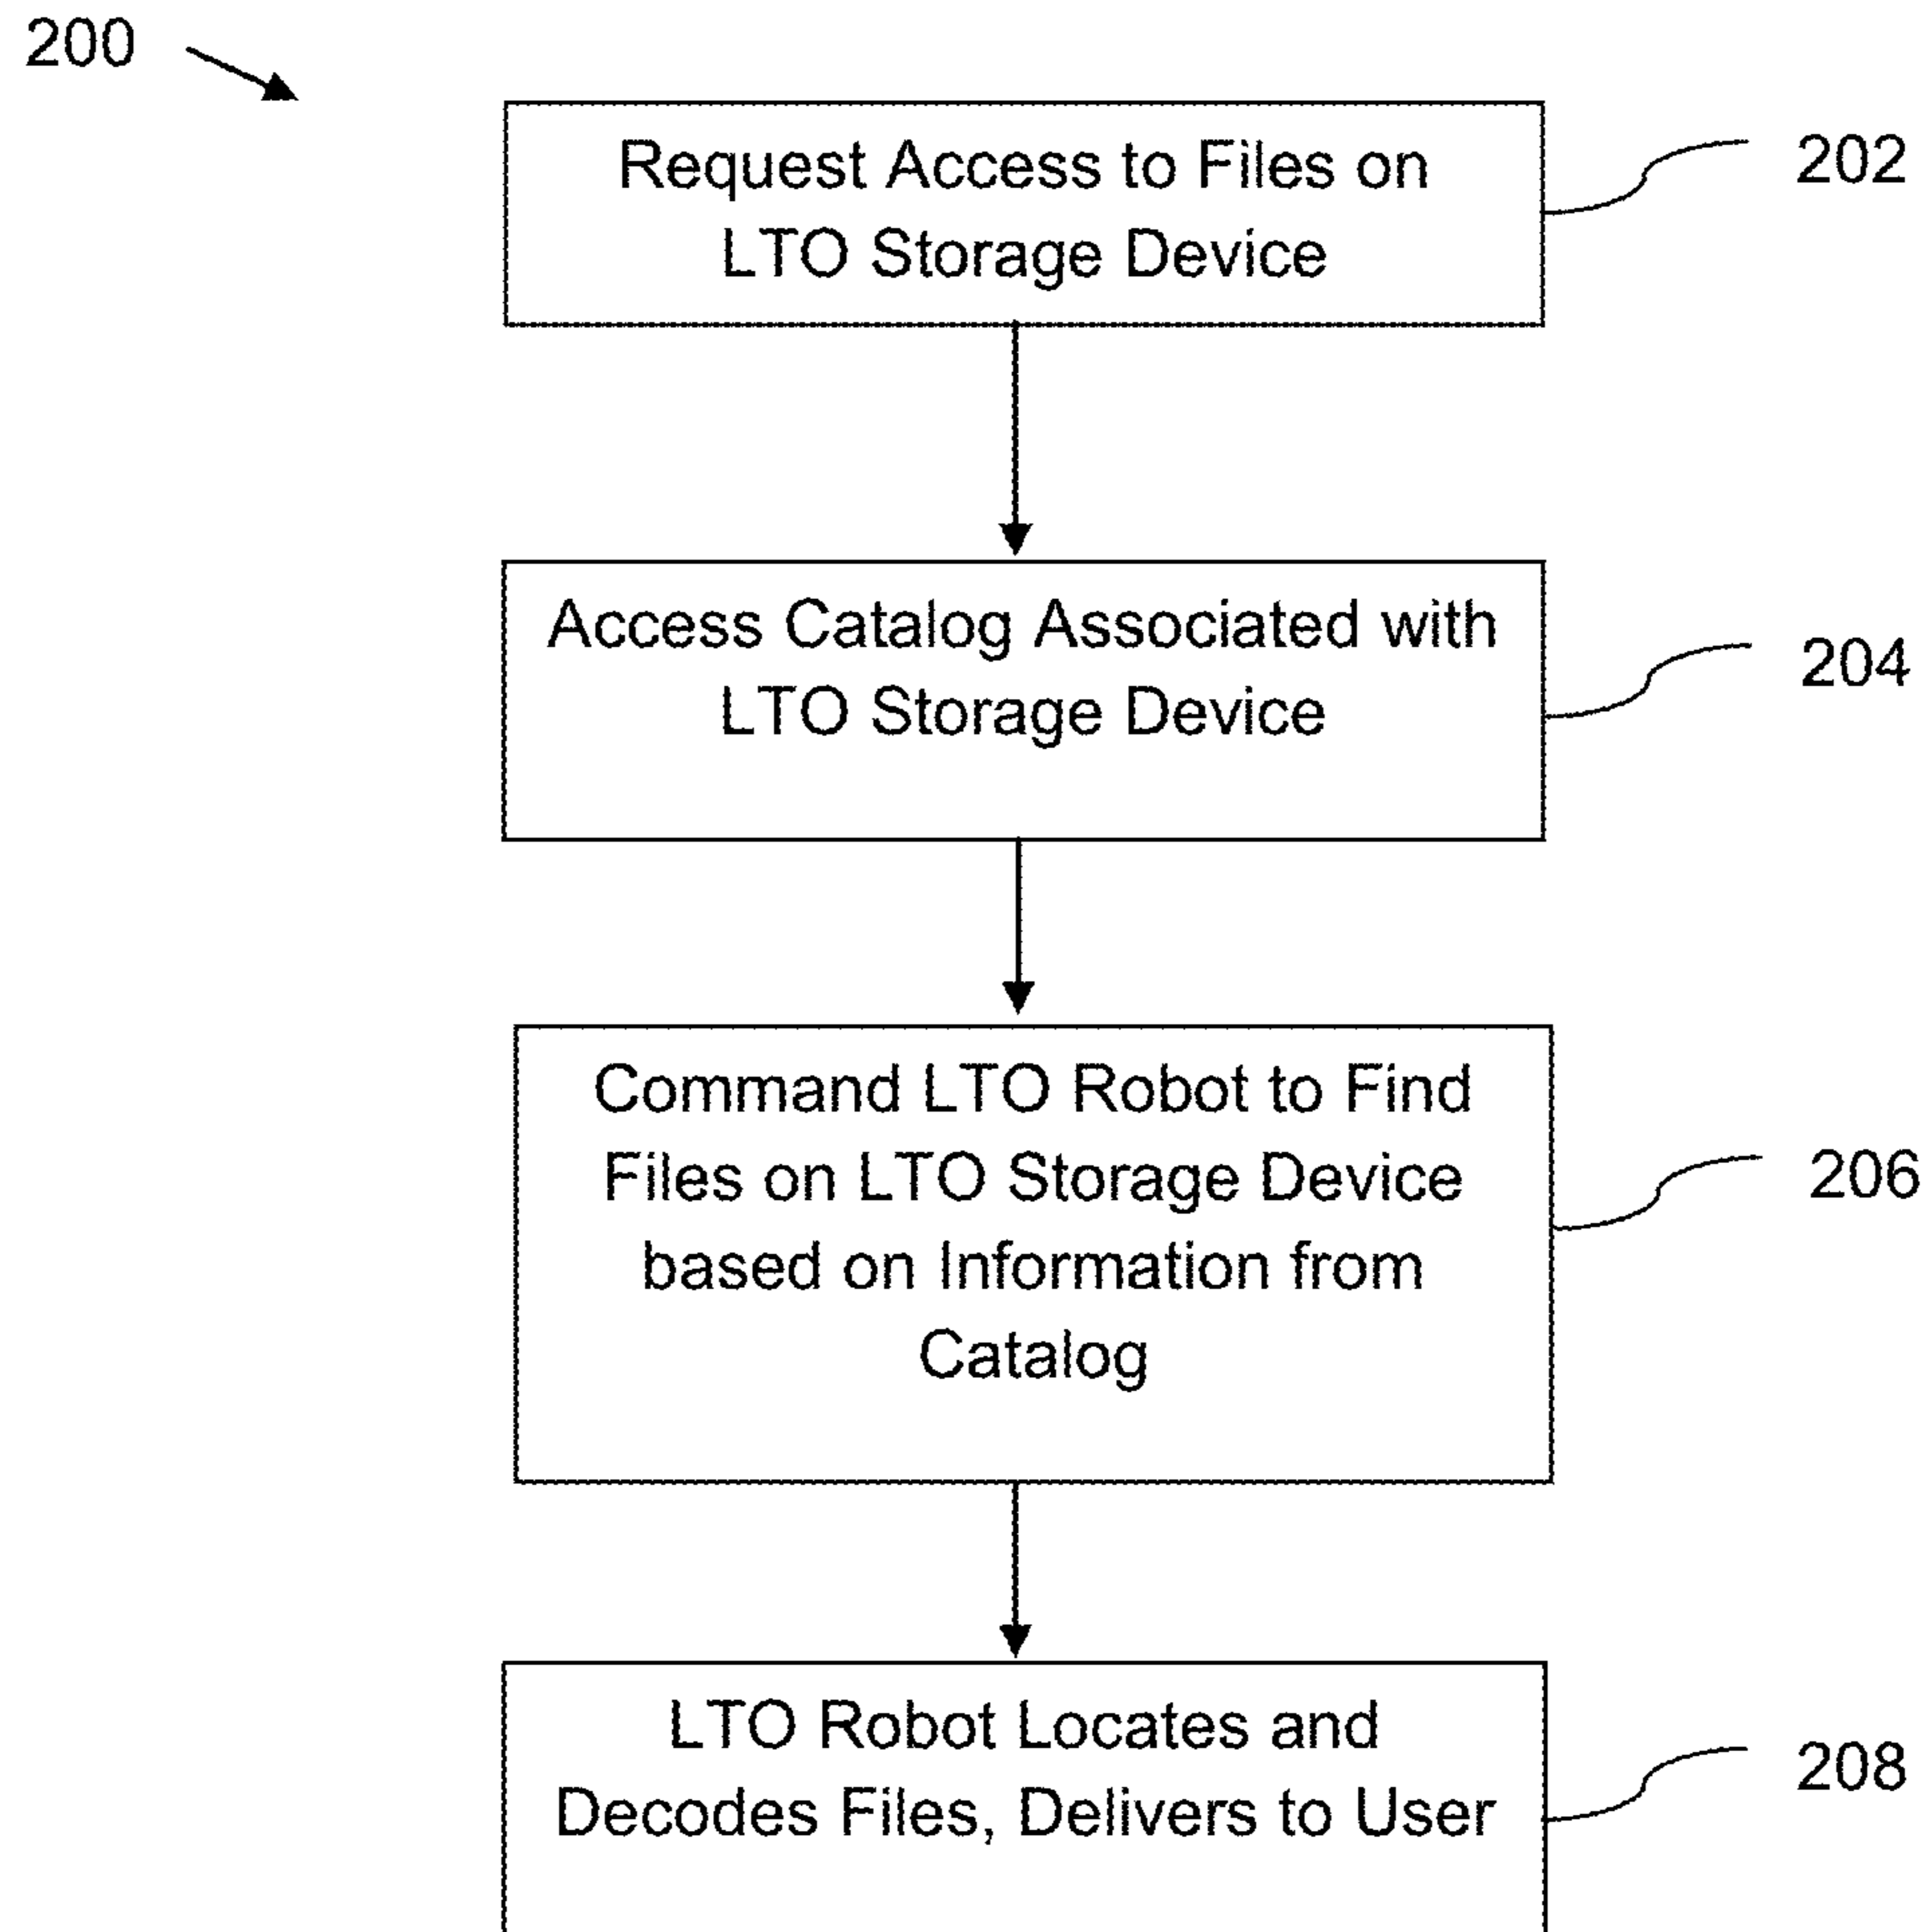 200
Request Access to Files on
LTO Storage Device
202
Access Catalog Associated with
LTO Storage Device
204
Command LTO Robot to Find
Files on LTO Storage Device
based on Information from
Catalog
206
LTO Robot Locates and
Decodes Files, Delivers to User
208